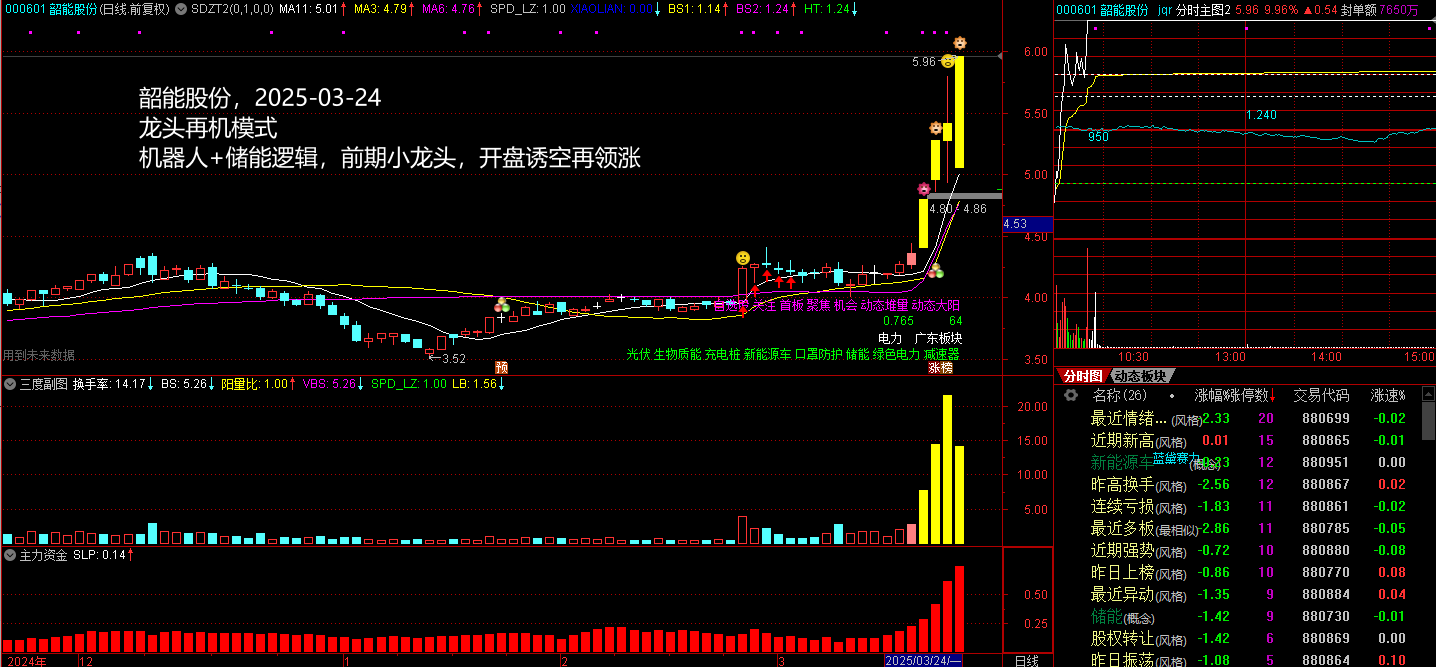 000601 韶能股份(日线.前复权) SDZT2(0,1,0,0) MA11: 5.01↑ MA3: 4.79↑ MA6: 4.76↑ SPD_LZ: 1.00 XIAOLIAN: 0.00↓ BS1: 1.14↑ BS2: 1.24↑ HT: 1.24↓
5.96
韶能股份，2025-03-24
龙头再机模式
机器人+储能逻辑，前期小龙头，开盘诱空再领涨
4.80 - 4.86
6.00
5.50
5.00
4.53
4.50
4.00
3.50
关注 首板 聚焦 机会 动态堆量 动态大阳
0.765 64
电力 广东板块
光伏 生物质能 充电桩 新能源车 口罩防护 储能 绿色电力 减速器
用到未来数据
←3.52
预
涨榜
三度副图 换手率: 14.17↓ BS: 5.26↓ 阳量比: 1.00↑ VBS: 5.26↓ SPD_LZ: 1.00 LB: 1.56↓
20.00
15.00
10.00
5.00
主力资金 SLP: 0.14↑
0.50
0.25
2024年 12 1 2 3 2025/03/24/一 日线
000601 韶能股份 jqr 分时主图2 5.96 9.96% ▲0.54 封单额7650万
950
1.240
10:30 13:00 14:00 15:00
分时图 动态板块
名称(26) • 涨幅% 涨停数↓ 交易代码 涨速%
最近情绪...(风格) -2.33 20 880699 -0.02
近期新高(风格) 0.01 15 880865 -0.01
新能源车 蓝黛赛力 (概念) 12 880951 0.00
昨高换手(风格) -2.56 12 880867 0.02
连续亏损(风格) -1.83 11 880861 -0.02
最近多板(最相似) -2.86 11 880785 -0.05
近期强势(风格) -0.72 10 880880 -0.08
昨日上榜(风格) -0.86 10 880770 0.08
最近异动(风格) -1.35 9 880884 0.04
储能(概念) -1.42 9 880730 -0.01
股权转让(风格) -1.42 6 880869 0.00
昨日振荡(风格) -1.08 5 880864 0.10